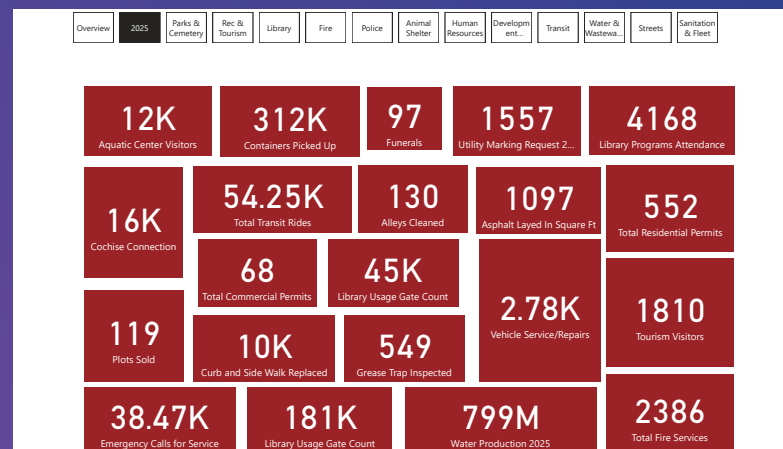 Overview
2025
Parks &
Cemetery
Rec &
Tourism
Library
Fire
Police
Animal
Shelter
Human
Resources
Developm
ent...
Transit
Water &
Wastewa...
Streets
Sanitation
& Fleet
12K
Aquatic Center Visitors
312K
Containers Picked Up
97
Funerals
1557
Utility Marking Request 2...
4168
Library Programs Attendance
16K
Cochise Connection
54.25K
Total Transit Rides
130
Alleys Cleaned
1097
Asphalt Layed In Square Ft
552
Total Residential Permits
68
Total Commercial Permits
45K
Library Usage Gate Count
2.78K
Vehicle Service/Repairs
1810
Tourism Visitors
119
Plots Sold
10K
Curb and Side Walk Replaced
549
Grease Trap Inspected
38.47K
Emergency Calls for Service
181K
Library Usage Gate Count
799M
Water Production 2025
2386
Total Fire Services